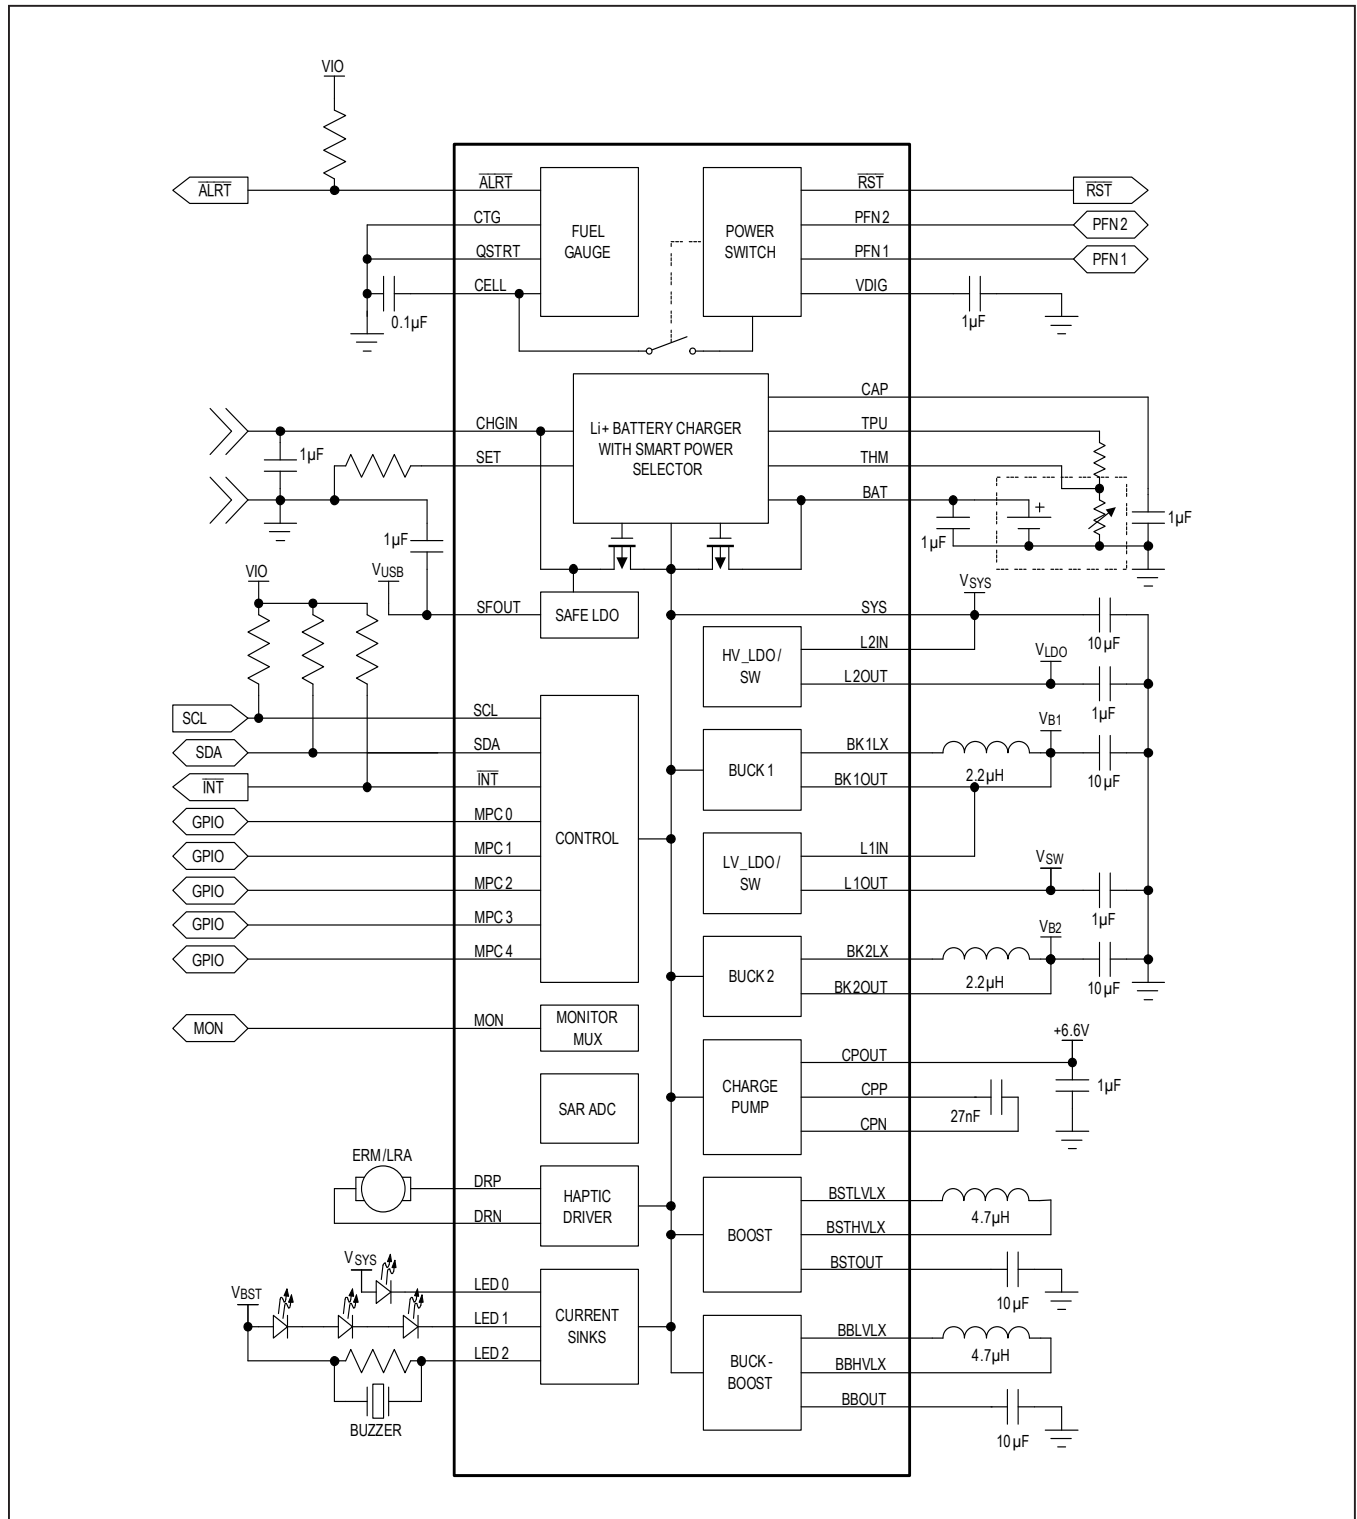 VIO
ALRT
ALRT
CTG
QSTRT
CELL
0.1µF
FUEL
GAUGE
POWER
SWITCH
RST
PFN2
PFN1
VDIG
1µF
RST
PFN2
PFN1
CHGIN
SET
1µF
Li+ BATTERY CHARGER
WITH SMART POWER
SELECTOR
CAP
TPU
THM
BAT
1µF
+
1µF
1µF
VUSB
SFOUT
SAFE LDO
VIO
VSYS
SYS
10µF
L2IN
L2OUT
HV_LDO/
SW
VLDO
1µF
SCL
SDA
INT
GPIO
GPIO
GPIO
GPIO
GPIO
SCL
SDA
INT
MPC0
MPC1
MPC2
MPC3
MPC4
CONTROL
BUCK1
BK1LX
BK1OUT
2.2µH
VB1
10µF
LV_LDO/
SW
L1IN
L1OUT
VSW
1µF
BUCK2
BK2LX
BK2OUT
2.2µH
VB2
10µF
MON
MON
MONITOR
MUX
SAR ADC
CHARGE
PUMP
CPOUT
CPP
CPN
27nF
+6.6V
1µF
ERM/LRA
DRP
DRN
HAPTIC
DRIVER
BOOST
BSTLVLX
BSTHVLX
BSTOUT
4.7µH
10µF
VSYS
VBST
LED0
LED1
LED2
CURRENT
SINKS
BUZZER
BUCK-
BOOST
BBLVLX
BBHVLX
BBOUT
4.7µH
10µF